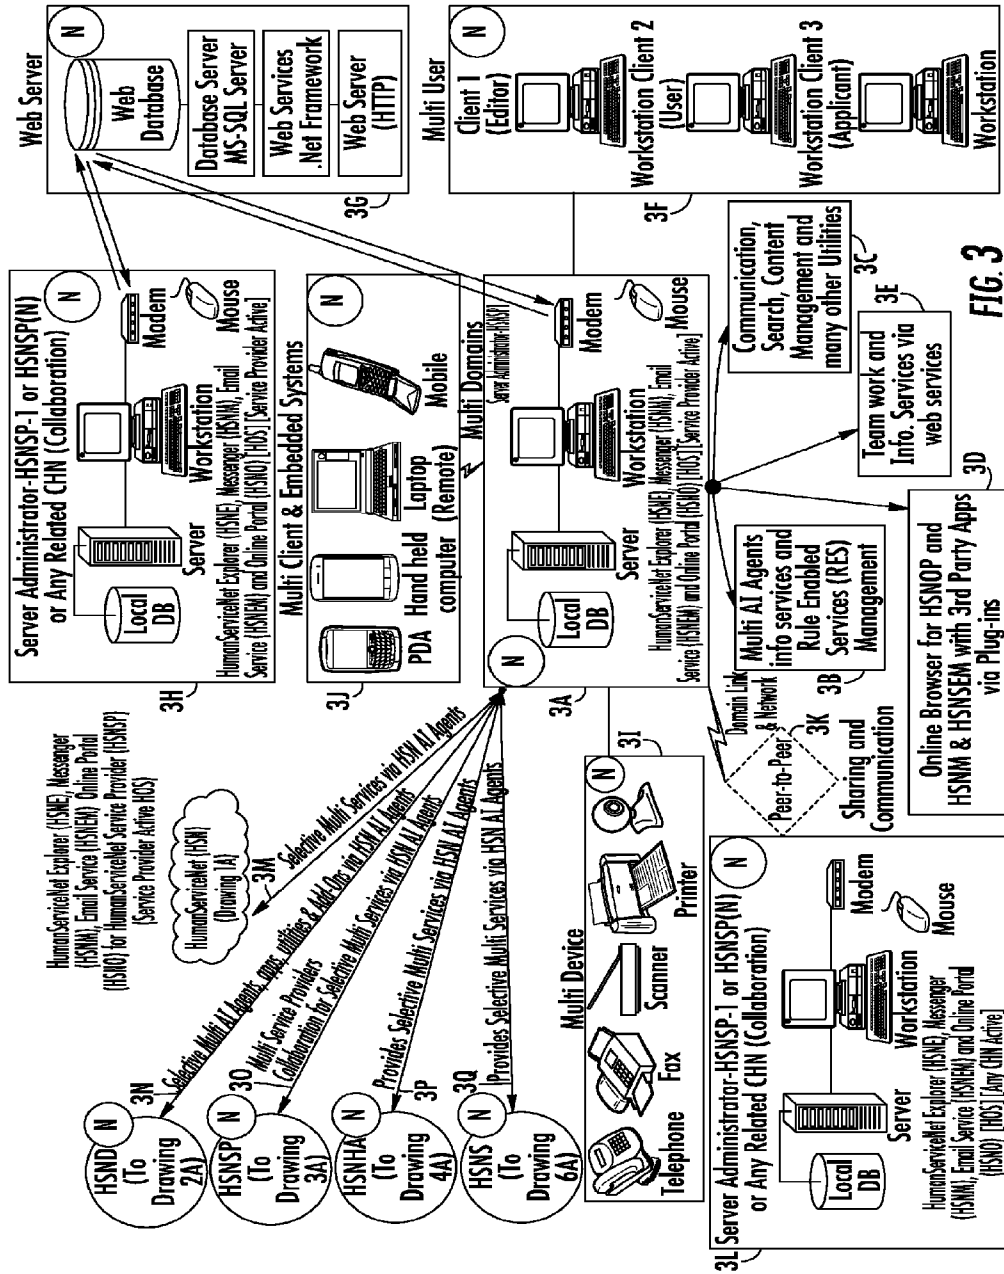 HumanServiceNet Explorer (HSNE), Messenger
(HSNM), Email Service (HSNEM) Online Portal
(HSNO) for HumanServiceNet Service Provider (HSNSP)
(Service Provider Active HOS)
HumanServiceNet (HSN)
(Drawing 1A)
3M
Selective Multi Services via HSN AI Agents
3N
Selective Multi AI Agents, apps, utilities & Add-Ons via HSN AI Agents
3O
Multi Service Providers
Collaboration for Selective Multi Services via HSN AI Agents
3P
Provides Selective Multi Services via HSN AI Agents
3Q
Provides Selective Multi Services via HSN AI Agents
HSND
(To
Drawing
2A)
N
HSNSP
(To
Drawing
3A)
N
HSNHA
(To
Drawing
4A)
N
HSNS
(To
Drawing
6A)
N
Server Administrator-HSNSP-1 or HSNSP(N)
or Any Related CHN (Collaboration)
N
Local
DB
Server
Workstation
Modem
Mouse
HumanServiceNet Explorer (HSNE), Messenger (HSNM), Email
Service (HSNEM) and Online Portal (HSNO) [HOS] [Service Provider Active]
3H
Multi Client & Embedded Systems
N
PDA
Hand held
computer
Laptop
(Remote)
Mobile
3J
Multi Domains
Server Administrator-HSNSP
N
Local
DB
Server
Workstation
Modem
Mouse
HumanServiceNet Explorer (HSNE), Messenger (HSNM), Email
Service (HSNEM) and Online Portal (HSNO) [HOS] [Service Provider Active]
3A
Web Server
N
Web
Database
Database Server
MS-SQL Server
Web Services
.Net Framework
Web Server
(HTTP)
3G
Multi User
Client 1
(Editor)
N
Workstation Client 2
(User)
Workstation Client 3
(Applicant)
Workstation
3F
Multi Device
N
Telephone
Fax
Scanner
Printer
3I
Multi AI Agents
info services and
Rule Enabled
Services (RES)
Management
3B
Communication,
Search, Content
Management and
many other Utilities
3C
Team work and
Info. Services via
web services
3E
Online Browser for HSNOP and
HSNM & HSNSEM with 3rd Party Apps
via Plug-ins
3D
Domain Link
& Network
3K
Peer-to-Peer
Sharing and
Communication
3L
Server Administrator-HSNSP-1 or HSNSP(N)
or Any Related CHN (Collaboration)
N
Local
DB
Server
Workstation
Modem
Mouse
HumanServiceNet Explorer (HSNE), Messenger
(HSNM), Email Service (HSNEM) and Online Portal
(HSNO) [HOS] [Any CHN Active]
FIG. 3